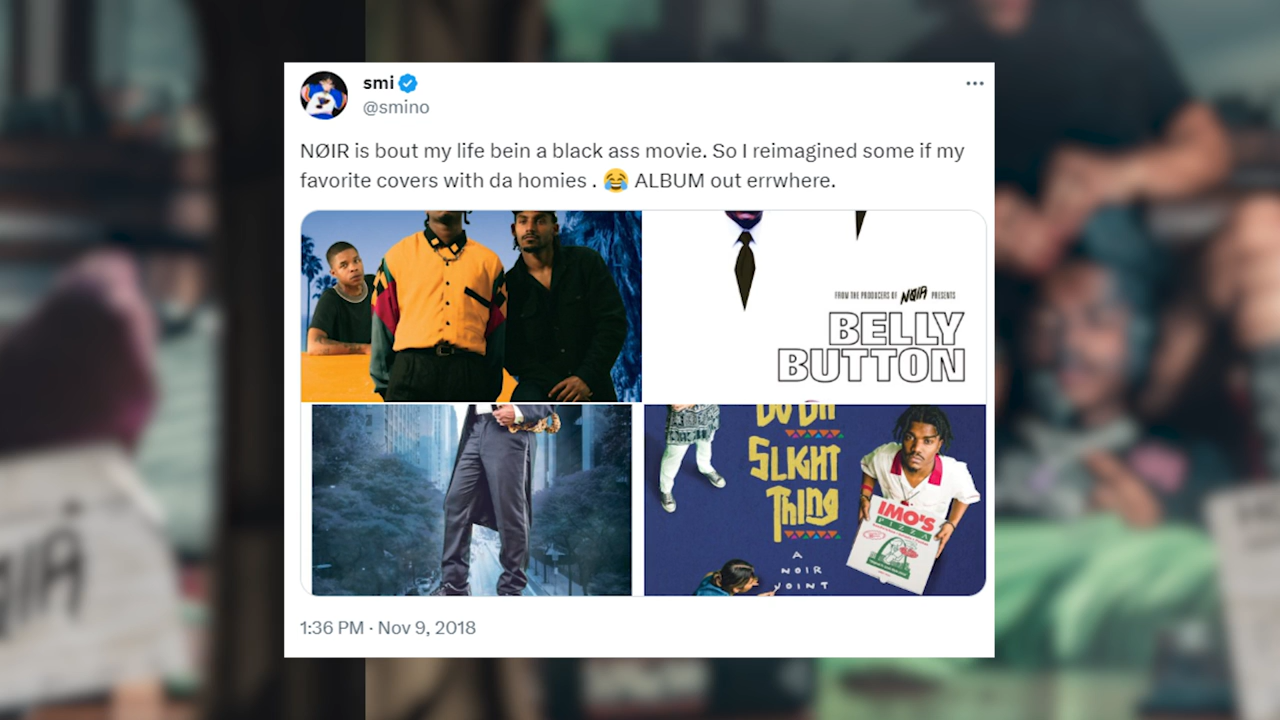 smi
@smino
NØIR is bout my life bein a black ass movie. So I reimagined some if my
favorite covers with da homies . 😂 ALBUM out errwhere.
FROM THE PRODUCERS OF NØIR PRESENTS
BELLY
BUTTON
SLIGHT
Thing
A
NOIR
JOINT
IMO'S
PIZZA
1:36 PM · Nov 9, 2018